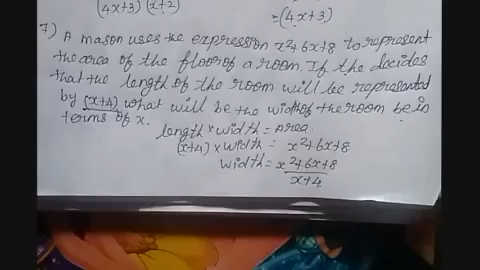 (4x+3) (x+2)
=(4x+3)
7) A mason uses the expression x²+6x+8 to represent
the area of the floor of a room. If the decides
that the length of the room will be represented
by (x+4) what will be the width of the room be in
terms of x.
length × width = Area.
(x+4) × width = x²+6x+8
width = x²+6x+8
x+4